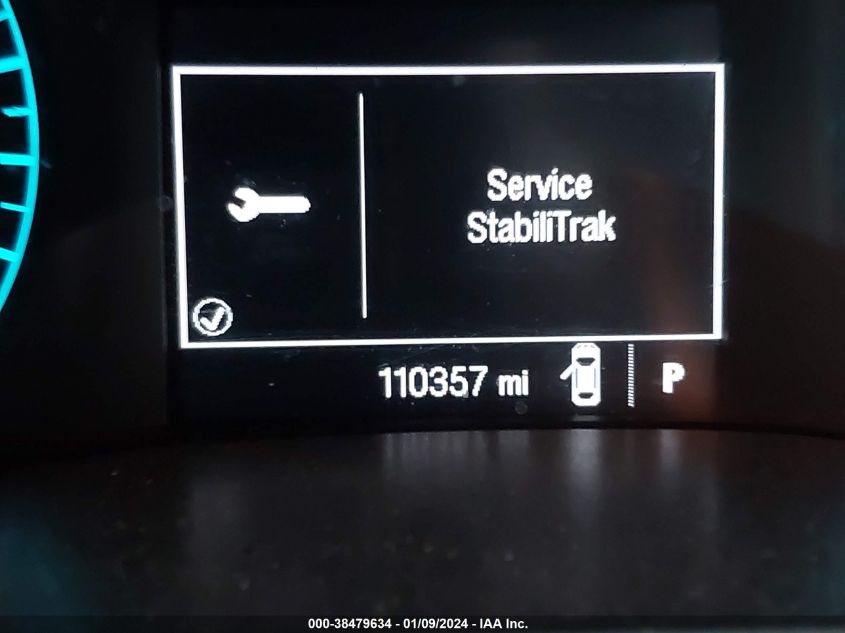 Service
StabiliTrak
110357 mi
P
000-38479634 - 01/09/2024 - IAA Inc.